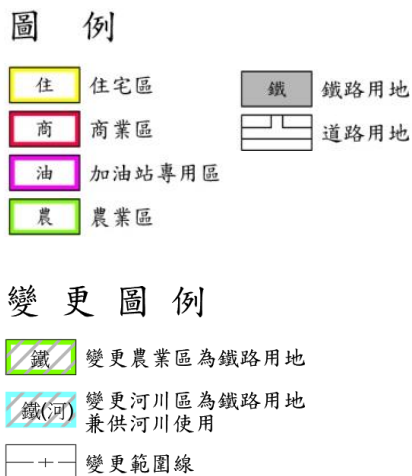 圖例
住 住宅區
鐵 鐵路用地
商 商業區
道路用地
油 加油站專用區
農 農業區
變更圖例
鐵 變更農業區為鐵路用地
鐵(河) 變更河川區為鐵路用地
兼供河川使用
變更範圍線